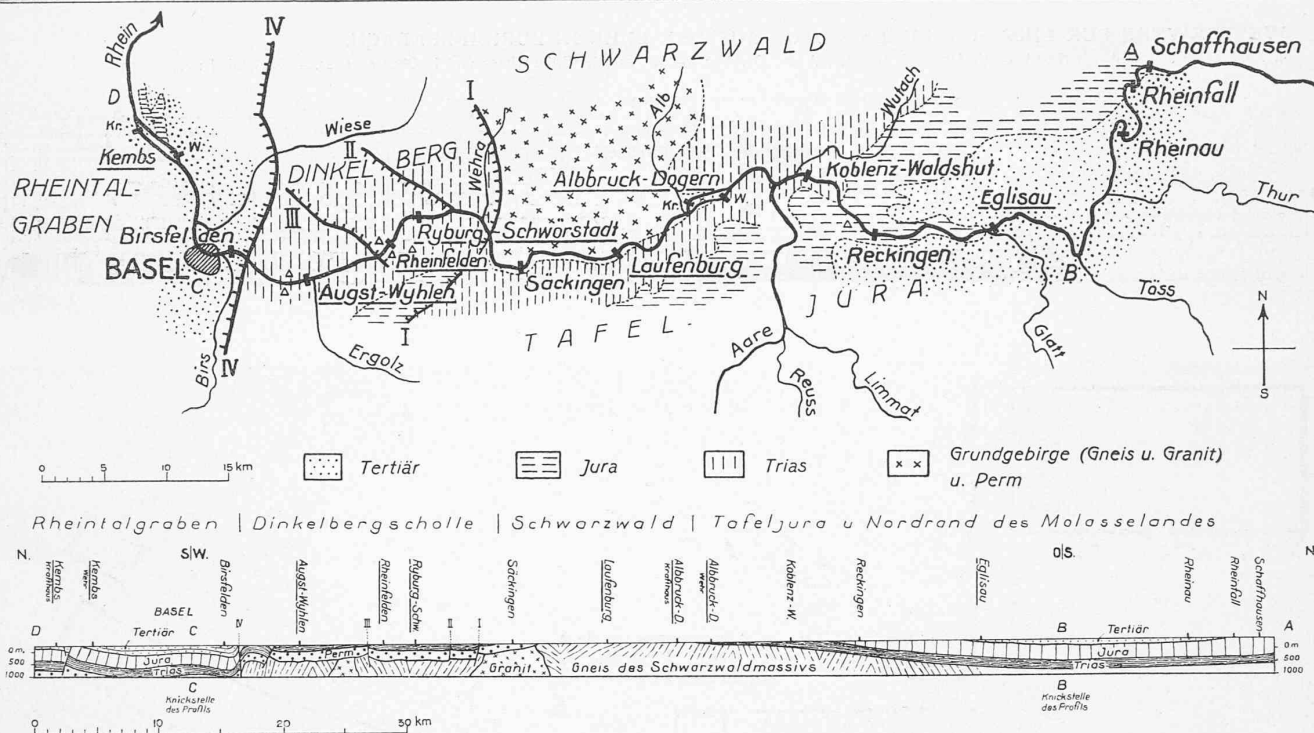 Rhein
IV
SCHWARZWALD
Schaffhausen
Rheinfall
Rheinau
D
Kr.
W.
Kembs
Wiese
II
DINKEL
BERG
I
Wehra
Alb
Wutach
Albbruck-Dogern
Kr.
W.
Koblenz-Waldshut
Eglisau
Thur
RHEINTAL-
GRABEN
III
Birsfelden
BASEL
C
Ryburg-Schwörstadt
Rheinfelden
Augst-Wyhlen
Säckingen
Laufenburg
Reckingen
B
Töss
JURA
TAFEL-
I
IV
Birs
Ergolz
Aare
Reuss
Limmat
Glatt
N
S
0 5 10 15 km
Tertiär
Jura
Trias
Grundgebirge (Gneis u. Granit)
u. Perm
Rheintalgraben | Dinkelbergscholle | Schwarzwald | Tafeljura u Nordrand des Molasselandes
N. S|W. O|S. N
Kembs Krafthaus
Kembs Wehr
Birsfelden
Augst-Wyhlen
Rheinfelden
Ryburg-Schw.
Säckingen
Laufenburg
Albbruck-D. Krafthaus
Albbruck-D. Wehr
Koblenz-W.
Reckingen
Eglisau
Rheinau
Rheinfall
Schaffhausen
BASEL
D Tertiär C IV III II I B Tertiär A
0 m. 500 1000
Jura
Trias
Perm
Granit
Gneis des Schwarzwaldmassivs
Jura
Trias
0 m 500 1000
C
Knickstelle
des Profils
B
Knickstelle
des Profils
0 10 20 30 km